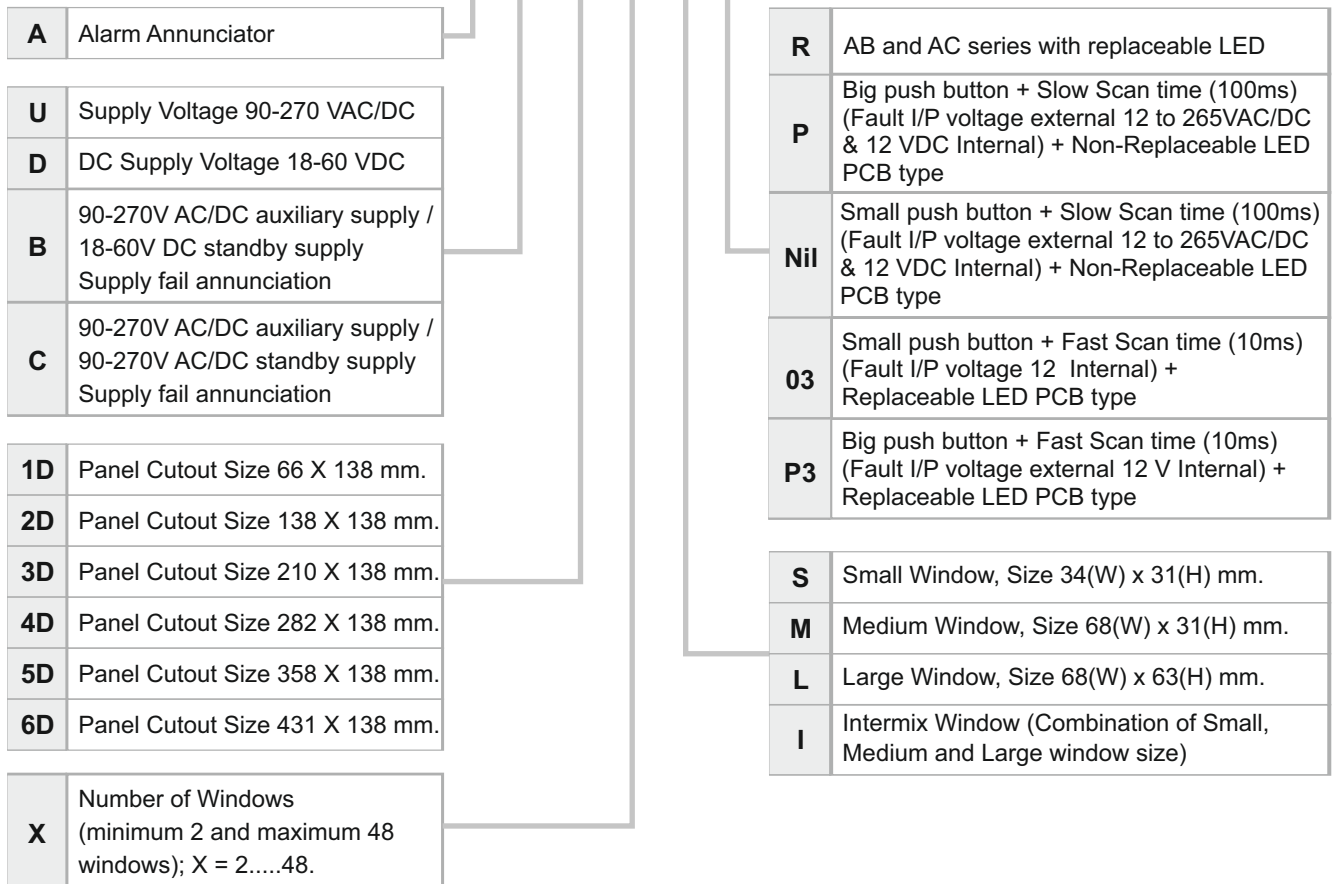 A Alarm Annunciator
U Supply Voltage 90-270 VAC/DC
D DC Supply Voltage 18-60 VDC
B 90-270V AC/DC auxiliary supply /
18-60V DC standby supply
Supply fail annunciation
C 90-270V AC/DC auxiliary supply /
90-270V AC/DC standby supply
Supply fail annunciation
1D Panel Cutout Size 66 X 138 mm.
2D Panel Cutout Size 138 X 138 mm.
3D Panel Cutout Size 210 X 138 mm.
4D Panel Cutout Size 282 X 138 mm.
5D Panel Cutout Size 358 X 138 mm.
6D Panel Cutout Size 431 X 138 mm.
X Number of Windows
(minimum 2 and maximum 48
windows); X = 2.....48.
R AB and AC series with replaceable LED
P Big push button + Slow Scan time (100ms)
(Fault I/P voltage external 12 to 265VAC/DC
& 12 VDC Internal) + Non-Replaceable LED
PCB type
Nil Small push button + Slow Scan time (100ms)
(Fault I/P voltage external 12 to 265VAC/DC
& 12 VDC Internal) + Non-Replaceable LED
PCB type
03 Small push button + Fast Scan time (10ms)
(Fault I/P voltage 12 Internal) +
Replaceable LED PCB type
P3 Big push button + Fast Scan time (10ms)
(Fault I/P voltage external 12 V Internal) +
Replaceable LED PCB type
S Small Window, Size 34(W) x 31(H) mm.
M Medium Window, Size 68(W) x 31(H) mm.
L Large Window, Size 68(W) x 63(H) mm.
I Intermix Window (Combination of Small,
Medium and Large window size)